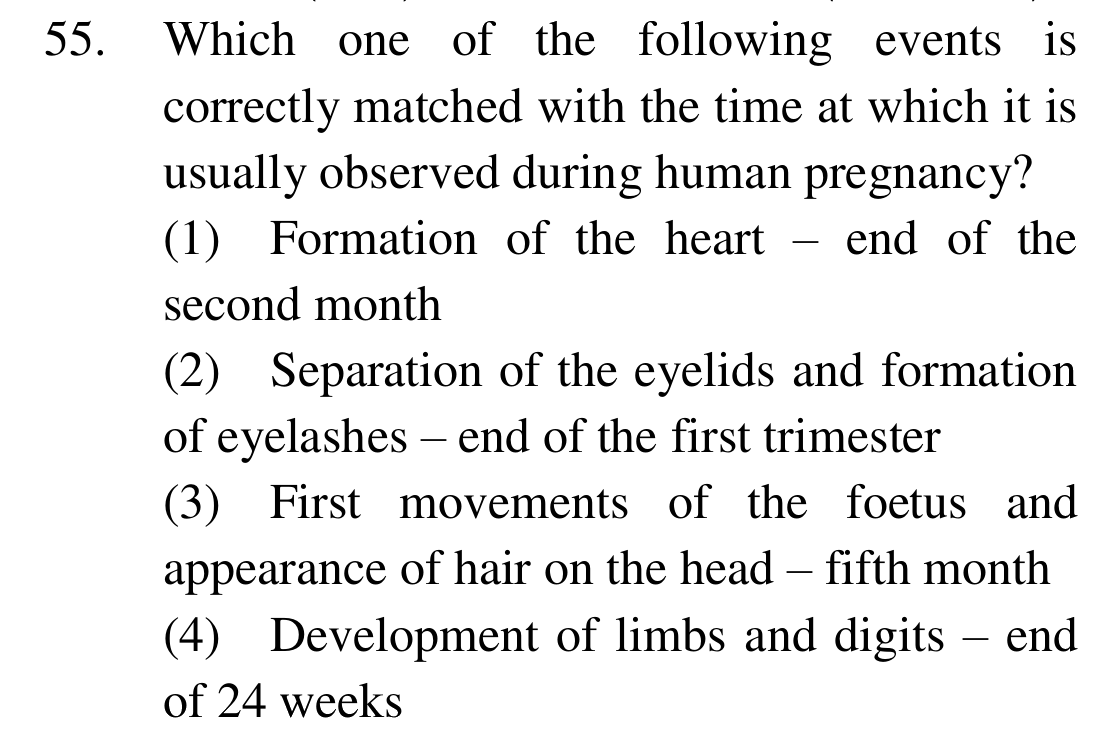 55. Which one of the following events is
correctly matched with the time at which it is
usually observed during human pregnancy?
(1) Formation of the heart – end of the
second month
(2) Separation of the eyelids and formation
of eyelashes – end of the first trimester
(3) First movements of the foetus and
appearance of hair on the head – fifth month
(4) Development of limbs and digits – end
of 24 weeks